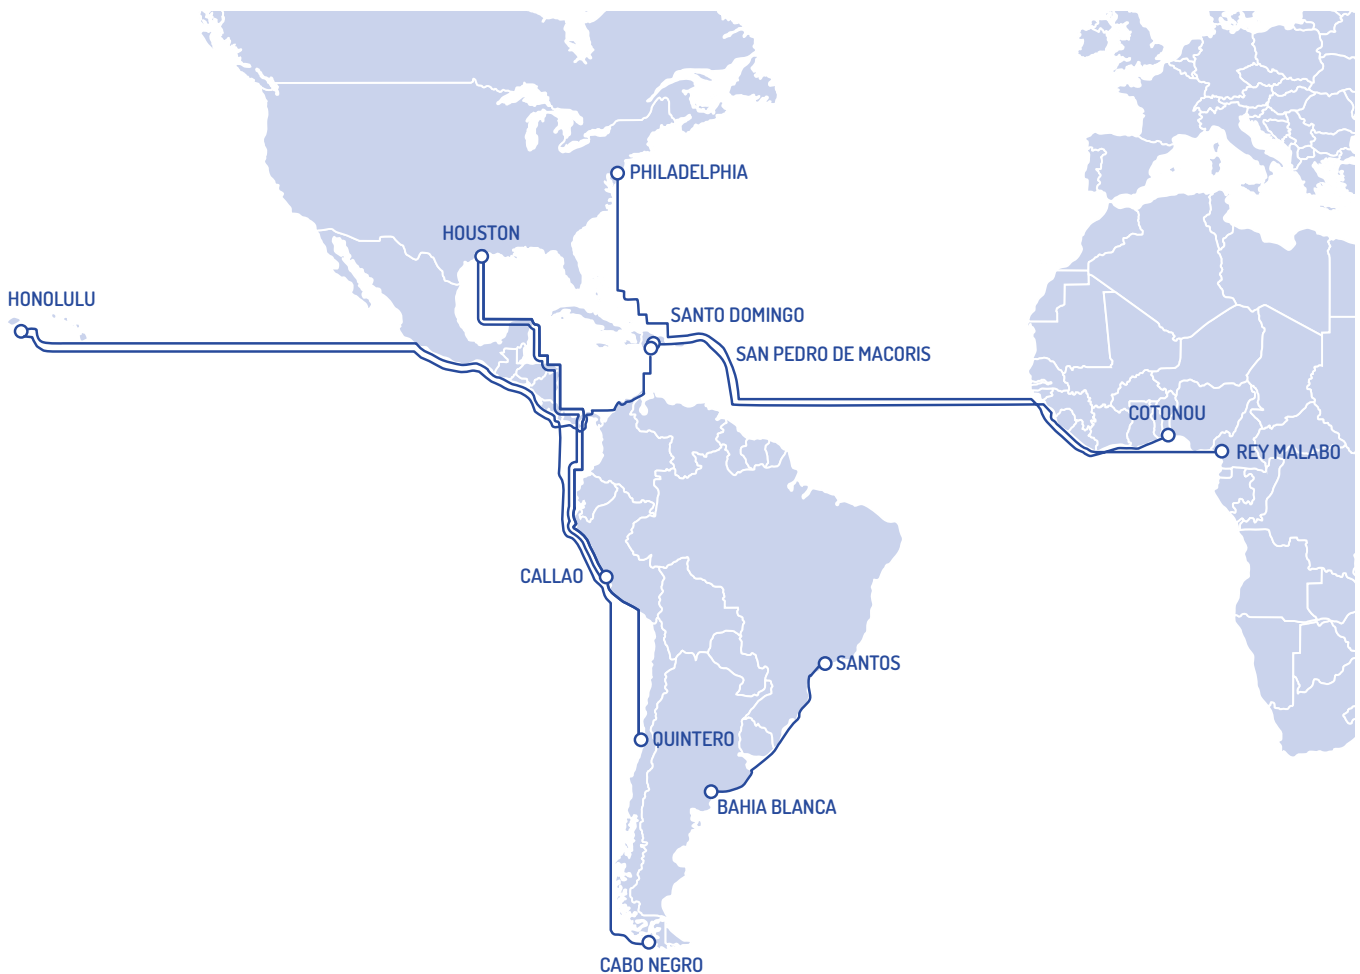 PHILADELPHIA
HOUSTON
HONOLULU
SANTO DOMINGO
SAN PEDRO DE MACORIS
COTONOU
REY MALABO
CALLAO
SANTOS
QUINTERO
BAHIA BLANCA
CABO NEGRO